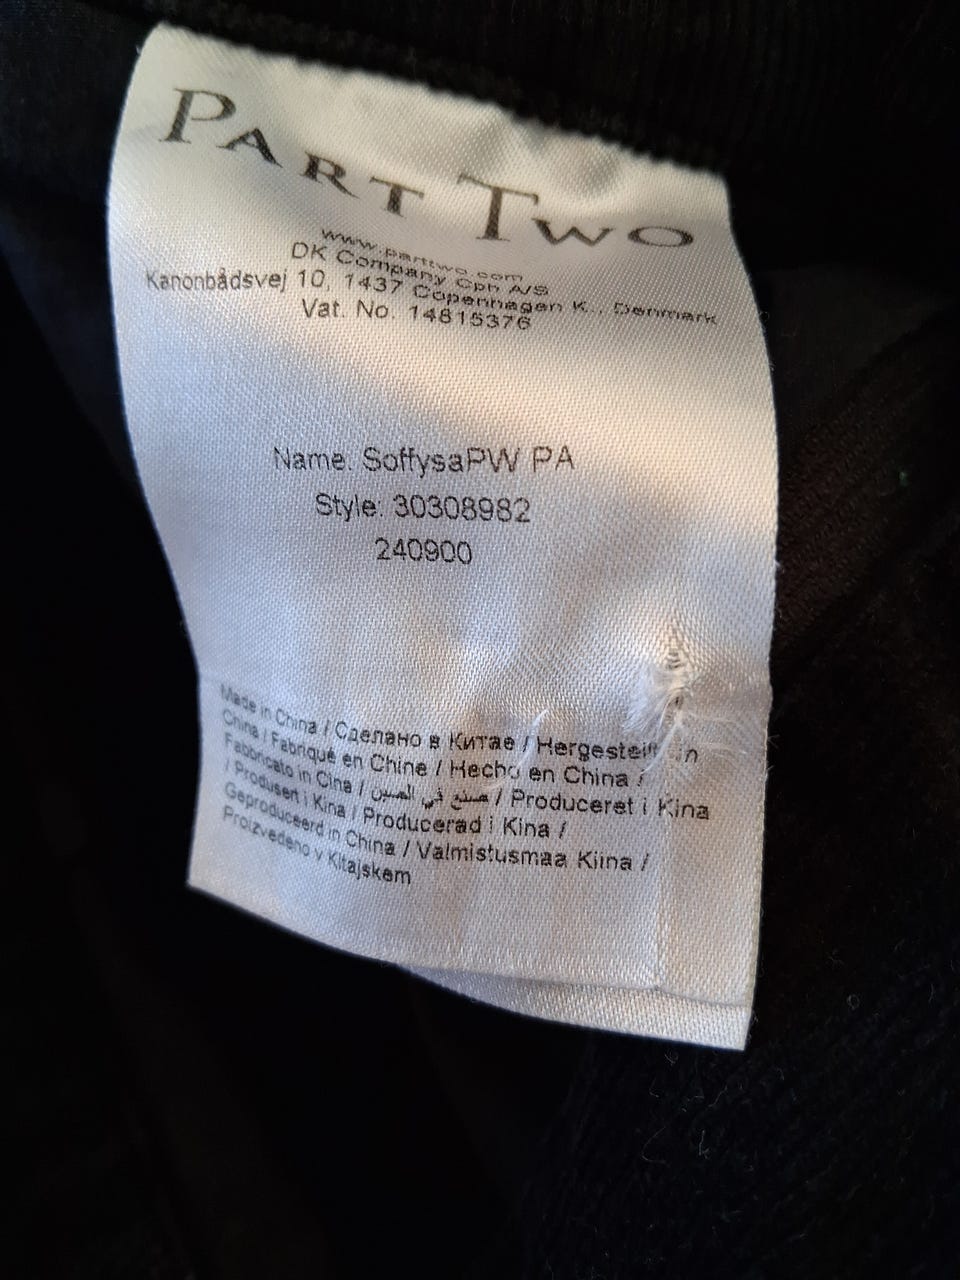 PART TWO
www.parttwo.com
DK Company Cph A/S
Kanonbådsvej 10, 1437 Copenhagen K., Denmark
Vat. No. 14815376
Name: SoffysaPW PA
Style: 30308982
240900
Made in China / Сделано в Китае / Hergestellt in
China / Fabriqué en Chine / Hecho en China /
Fabbricato in Cina / صنع في الصين / Produceret i Kina
/ Produsert i Kina / Producerad i Kina /
Geproduceerd in China / Valmistusmaa Kiina /
Proizvedeno v Kitajskem